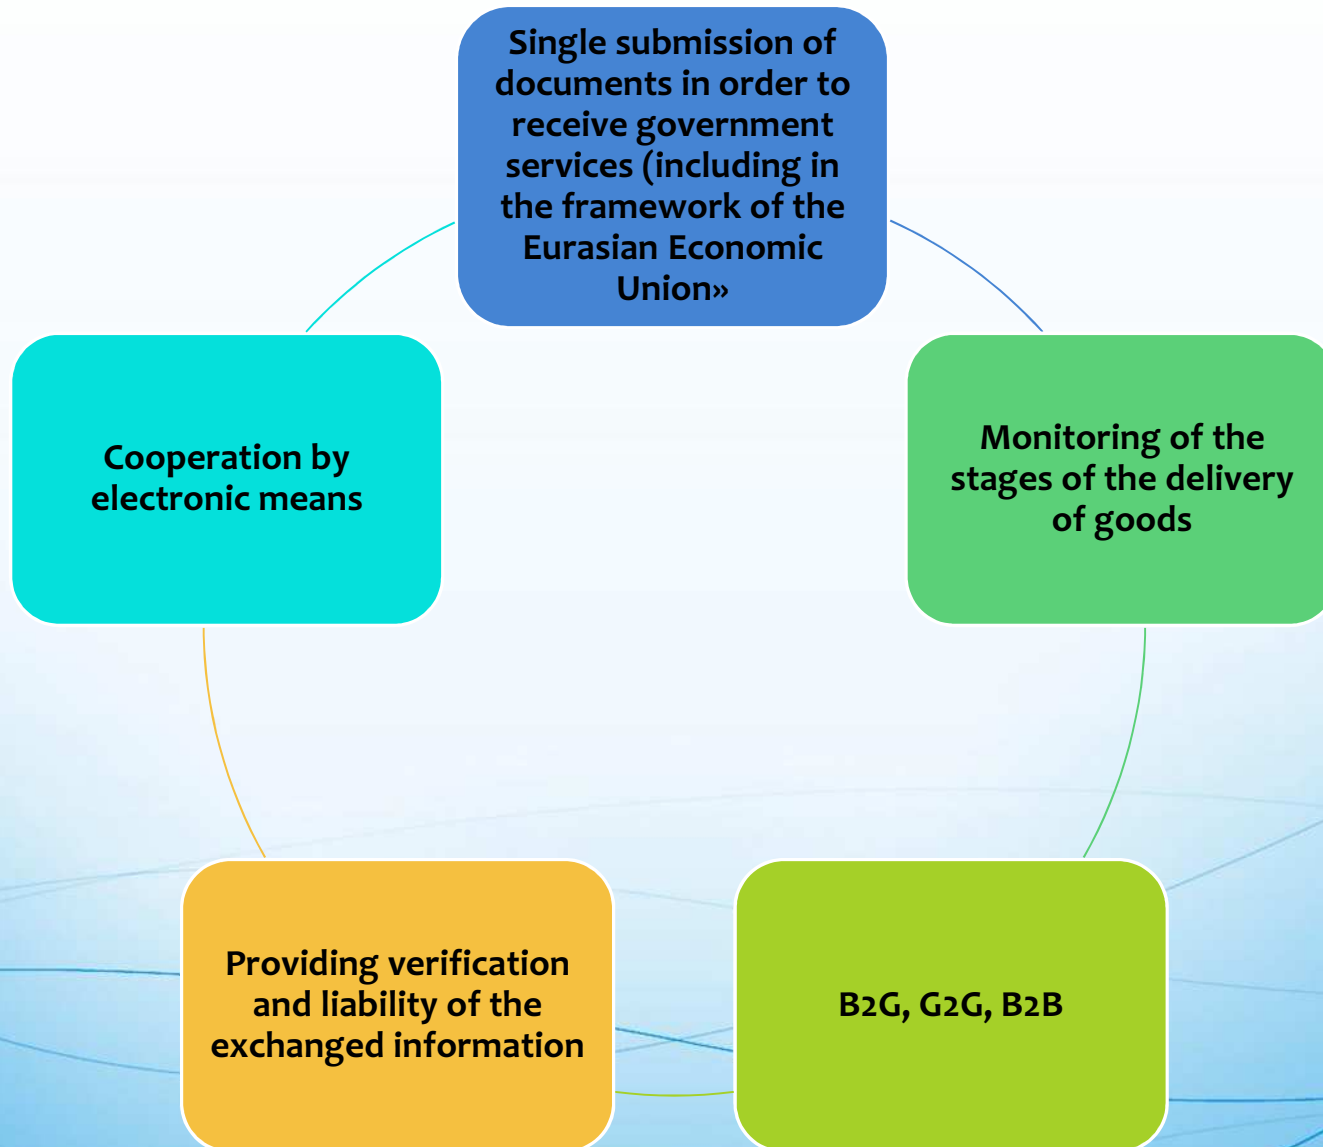 Single submission of
documents in order to
receive government
services (including in
the framework of the
Eurasian Economic
Union»
Monitoring of the
stages of the delivery
of goods
B2G, G2G, B2B
Providing verification
and liability of the
exchanged information
Cooperation by
electronic means